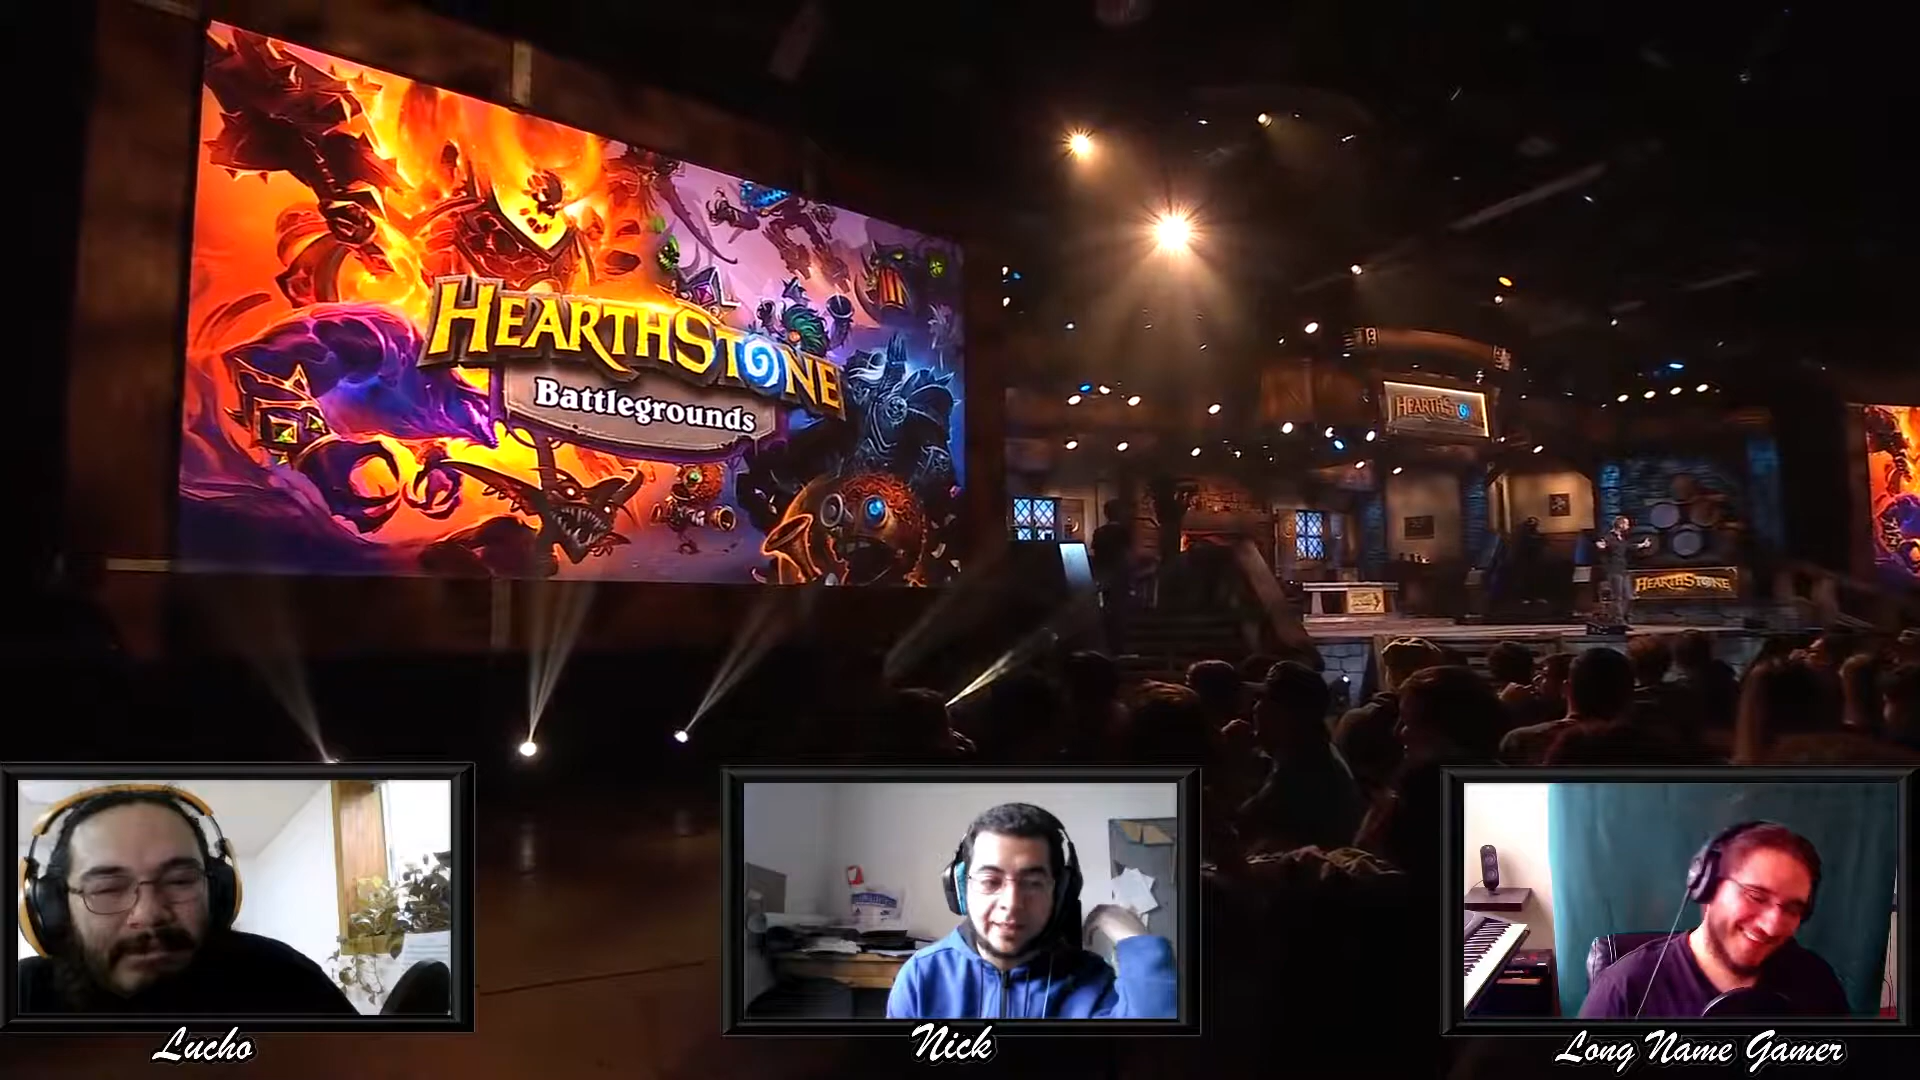 HEARTHSTONE
Battlegrounds
HEARTHSTONE
HEARTHSTONE
Lucho
Nick
Long Name Gamer